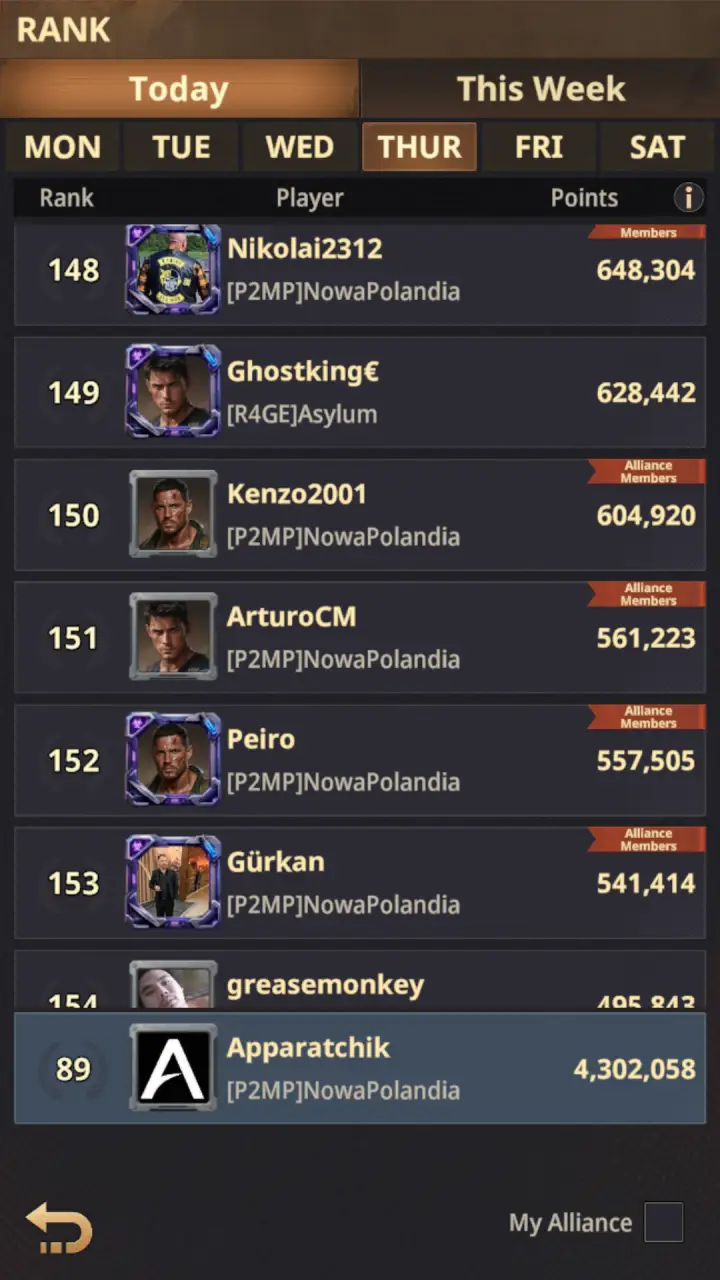 RANK
Today
This Week
MON TUE WED THUR FRI SAT
Rank Player Points i
Members
148 Nikolai2312 648,304
[P2MP]NowaPolandia
149 Ghostking€ 628,442
[R4GE]Asylum
Alliance
Members
150 Kenzo2001 604,920
[P2MP]NowaPolandia
Alliance
Members
151 ArturoCM 561,223
[P2MP]NowaPolandia
Alliance
Members
152 Peiro 557,505
[P2MP]NowaPolandia
Alliance
Members
153 Gürkan 541,414
[P2MP]NowaPolandia
154 greasemonkey 495,843
89 Apparatchik 4,302,058
[P2MP]NowaPolandia
My Alliance